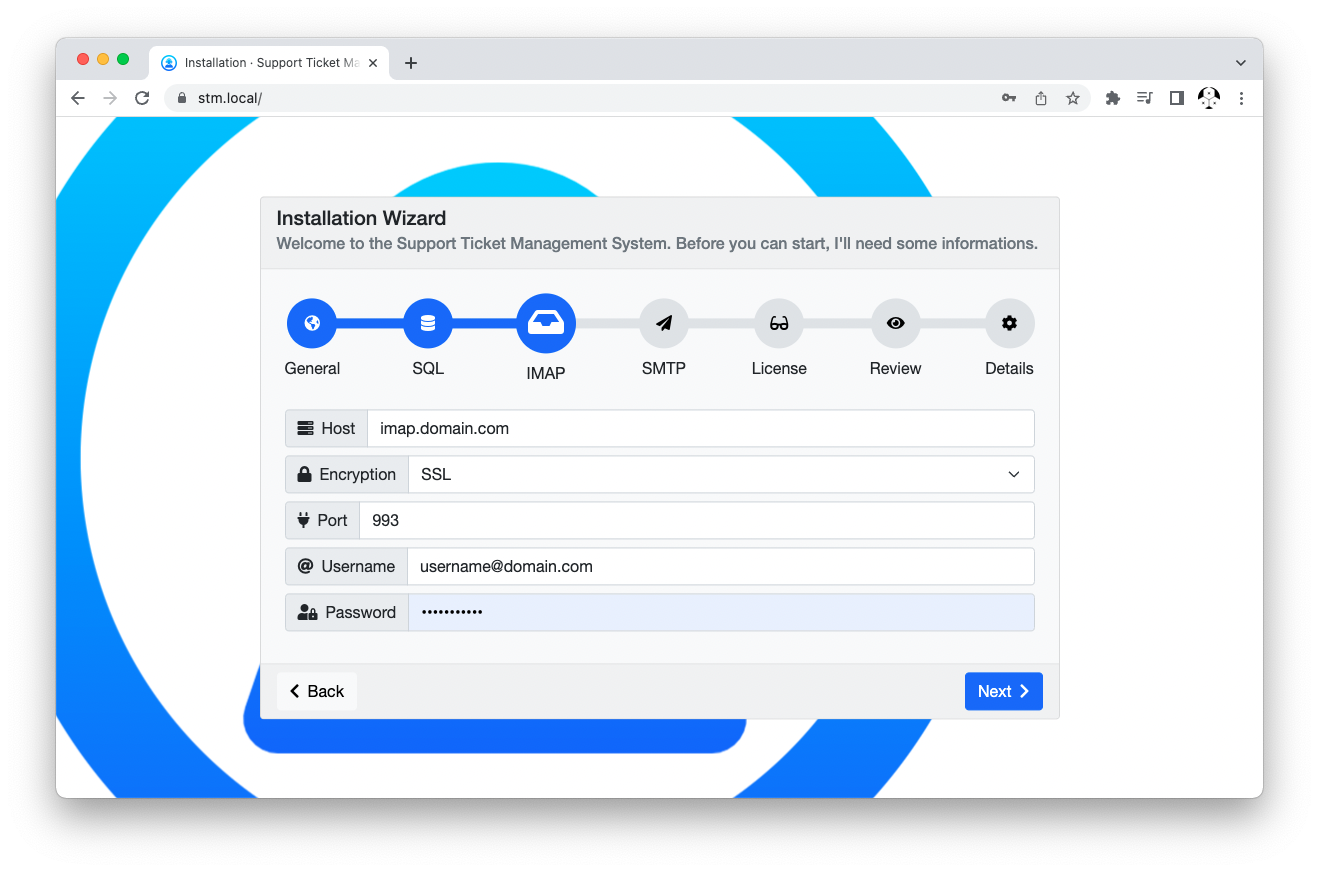 Installation · Support Ticket Ma
stm.local/
Installation Wizard
Welcome to the Support Ticket Management System. Before you can start, I'll need some informations.
General SQL IMAP SMTP License Review Details
Host imap.domain.com
Encryption SSL
Port 993
Username username@domain.com
Password •••••••••••
Back Next